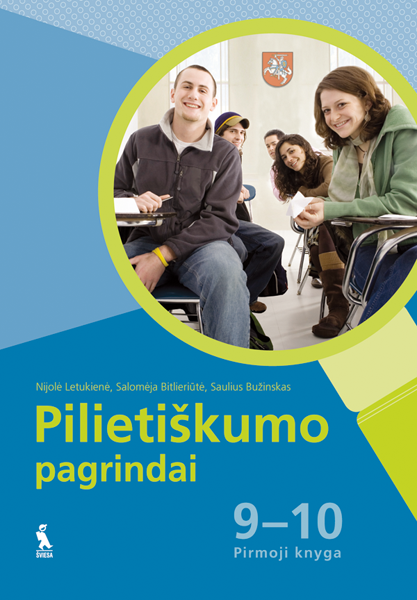 Nijolė Letukienė, Salomėja Bitlieriūtė, Saulius Bužinskas
Pilietiškumo
pagrindai
9–10
Pirmoji knyga
ŠVIESA